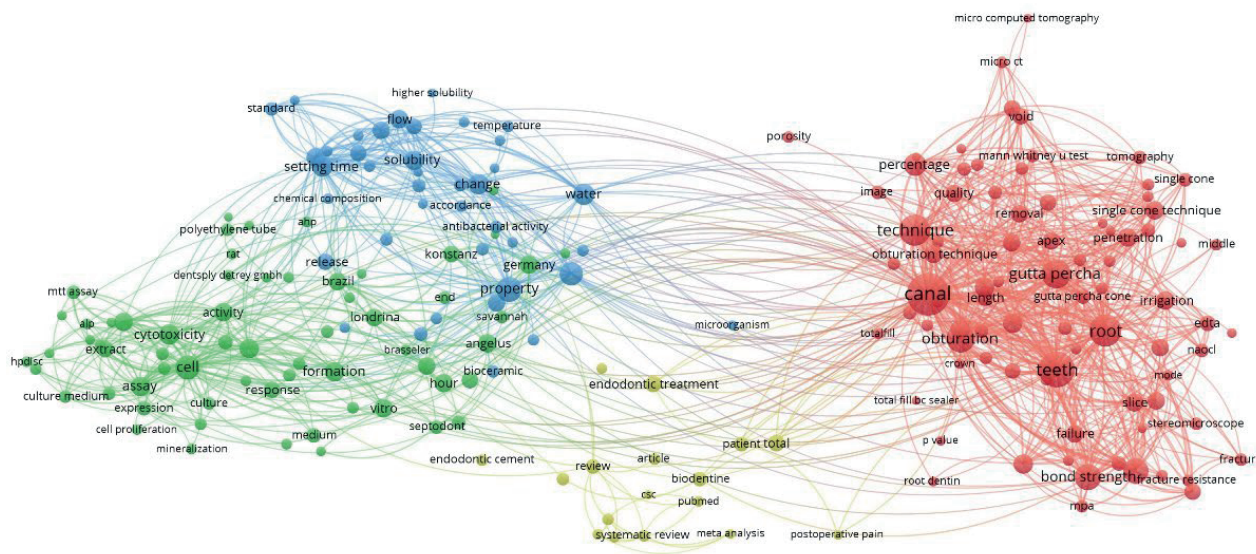 micro computed tomography
micro ct
higher solubility
standard
void
flow
temperature
porosity
setting time
solubility
percentage
mann whitney u test
tomography
change
water
image
quality
single cone
chemical composition
accordance
removal
single cone technique
polyethylene tube
ahp
antibacterial activity
technique
apex
penetration
middle
rat
release
konstanz
germany
obturation technique
dentsply detrey gmbh
brazil
gutta percha
mtt assay
end
property
canal
length
gutta percha cone
irrigation
activity
londrina
savannah
microorganism
alp
cytotoxicity
totalfill
obturation
root
edta
extract
brasseler
angelus
naocl
hpdlsc
cell
formation
bioceramic
crown
teeth
mode
assay
response
hour
endodontic treatment
culture medium
expression
culture
vitro
total fill bc sealer
slice
cell proliferation
medium
septodont
stereomicroscope
mineralization
patient total
p value
failure
endodontic cement
review
article
fractur
biodentine
root dentin
bond strength
fracture resistance
csc
pubmed
mpa
systematic review
meta analysis
postoperative pain